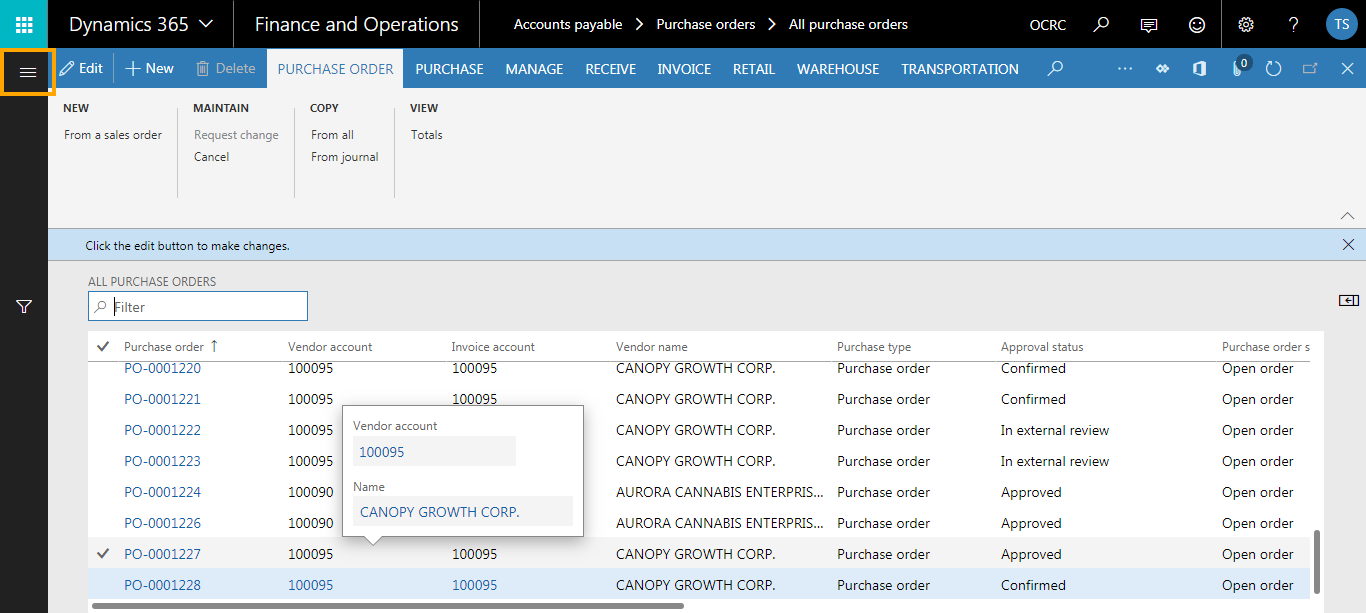 Dynamics 365 Finance and Operations Accounts payable Purchase orders All purchase orders OCRC ? TS
Edit New Delete PURCHASE ORDER PURCHASE MANAGE RECEIVE INVOICE RETAIL WAREHOUSE TRANSPORTATION ... 0
NEW MAINTAIN COPY VIEW
From a sales order Request change From all Totals
Cancel From journal
Click the edit button to make changes.
ALL PURCHASE ORDERS
Filter
Purchase order Vendor account Invoice account Vendor name Purchase type Approval status Purchase order s
PO-0001220 100095 100095 CANOPY GROWTH CORP. Purchase order Confirmed Open order
PO-0001221 100095 100095 CANOPY GROWTH CORP. Purchase order Confirmed Open order
PO-0001222 100095 CANOPY GROWTH CORP. Purchase order In external review Open order
PO-0001223 100095 CANOPY GROWTH CORP. Purchase order In external review Open order
PO-0001224 100090 AURORA CANNABIS ENTERPRIS... Purchase order Approved Open order
PO-0001226 100090 AURORA CANNABIS ENTERPRIS... Purchase order Approved Open order
PO-0001227 100095 100095 CANOPY GROWTH CORP. Purchase order Approved Open order
PO-0001228 100095 100095 CANOPY GROWTH CORP. Purchase order Confirmed Open order
Vendor account
100095
Name
CANOPY GROWTH CORP.